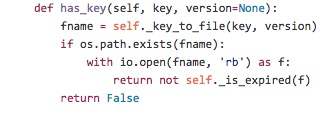 def has_key(self, key, version=None):
    fname = self._key_to_file(key, version)
    if os.path.exists(fname):
        with io.open(fname, 'rb') as f:
            return not self._is_expired(f)
    return False